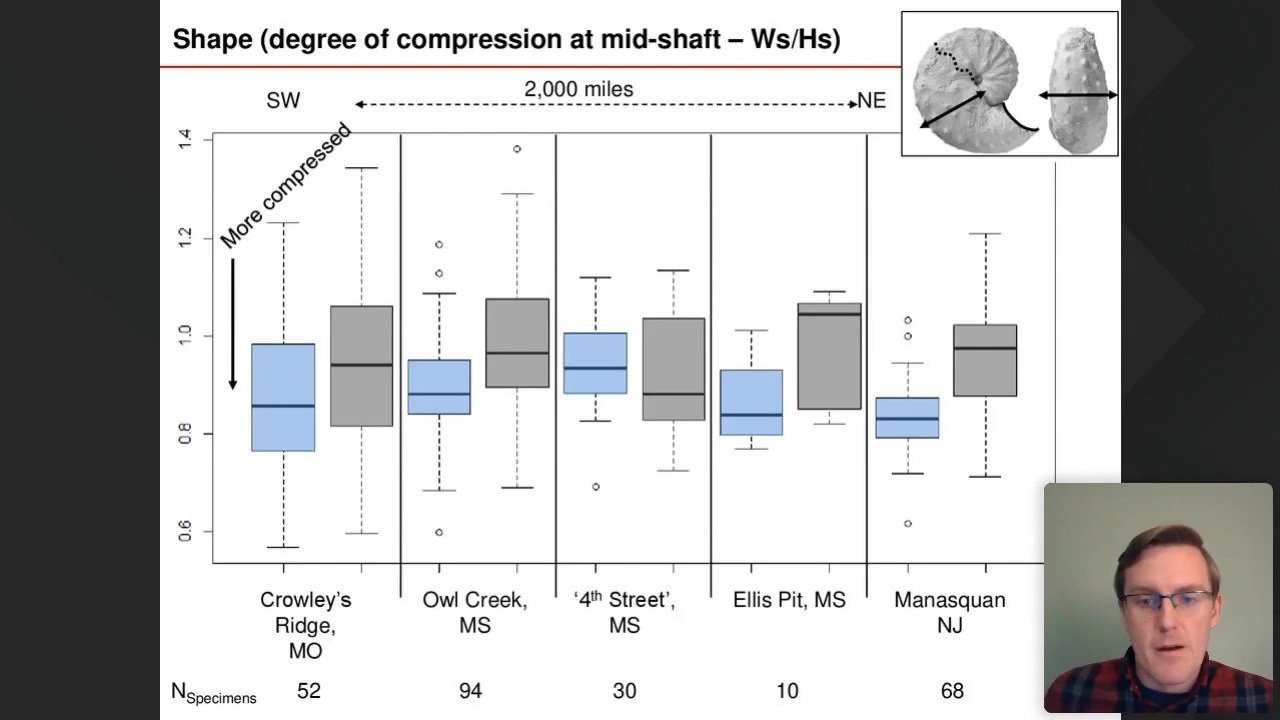 Shape (degree of compression at mid-shaft – Ws/Hs)
SW
2,000 miles
NE
More compressed
1.4
1.2
1.0
0.8
0.6
Crowley's
Ridge,
MO
Owl Creek,
MS
‘4th Street’,
MS
Ellis Pit, MS
Manasquan
NJ
NSpecimens 52 94 30 10 68